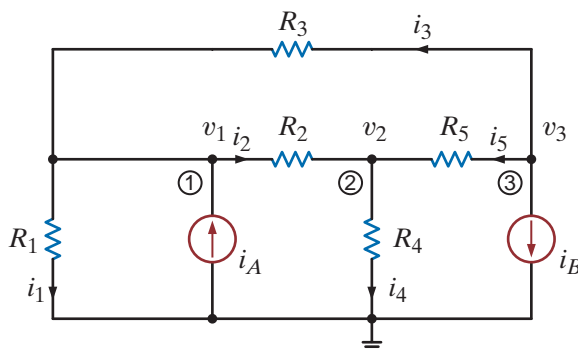 R3 i3
v1 i2 R2 v2 R5 i5 v3
① ② ③
R1 iA R4 iB
i1 i4